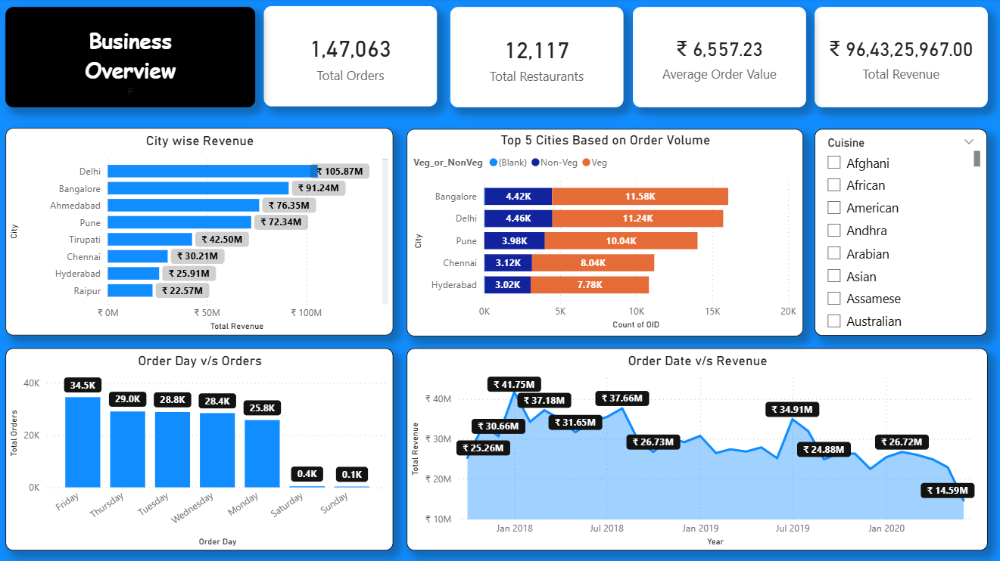 Business
Overview
P
1,47,063
Total Orders
12,117
Total Restaurants
₹ 6,557.23
Average Order Value
₹ 96,43,25,967.00
Total Revenue
City wise Revenue
City
Delhi ₹ 105.87M
Bangalore ₹ 91.24M
Ahmedabad ₹ 76.35M
Pune ₹ 72.34M
Tirupati ₹ 42.50M
Chennai ₹ 30.21M
Hyderabad ₹ 25.91M
Raipur ₹ 22.57M
₹ 0M ₹ 50M ₹ 100M
Total Revenue
Top 5 Cities Based on Order Volume
Veg_or_NonVeg (Blank) Non-Veg Veg
City
Bangalore 4.42K 11.58K
Delhi 4.46K 11.24K
Pune 3.98K 10.04K
Chennai 3.12K 8.04K
Hyderabad 3.02K 7.78K
0K 5K 10K 15K 20K
Count of OID
Cuisine
Afghani
African
American
Andhra
Arabian
Asian
Assamese
Australian
Order Day v/s Orders
Total Orders
40K
20K
0K
34.5K 29.0K 28.8K 28.4K 25.8K 0.4K 0.1K
Friday Thursday Tuesday Wednesday Monday Saturday Sunday
Order Day
Order Date v/s Revenue
Total Revenue
₹ 40M
₹ 30M
₹ 20M
₹ 10M
₹ 25.26M ₹ 30.66M ₹ 41.75M ₹ 37.18M ₹ 31.65M ₹ 37.66M ₹ 26.73M ₹ 34.91M ₹ 24.88M ₹ 26.72M ₹ 14.59M
Jan 2018 Jul 2018 Jan 2019 Jul 2019 Jan 2020
Year